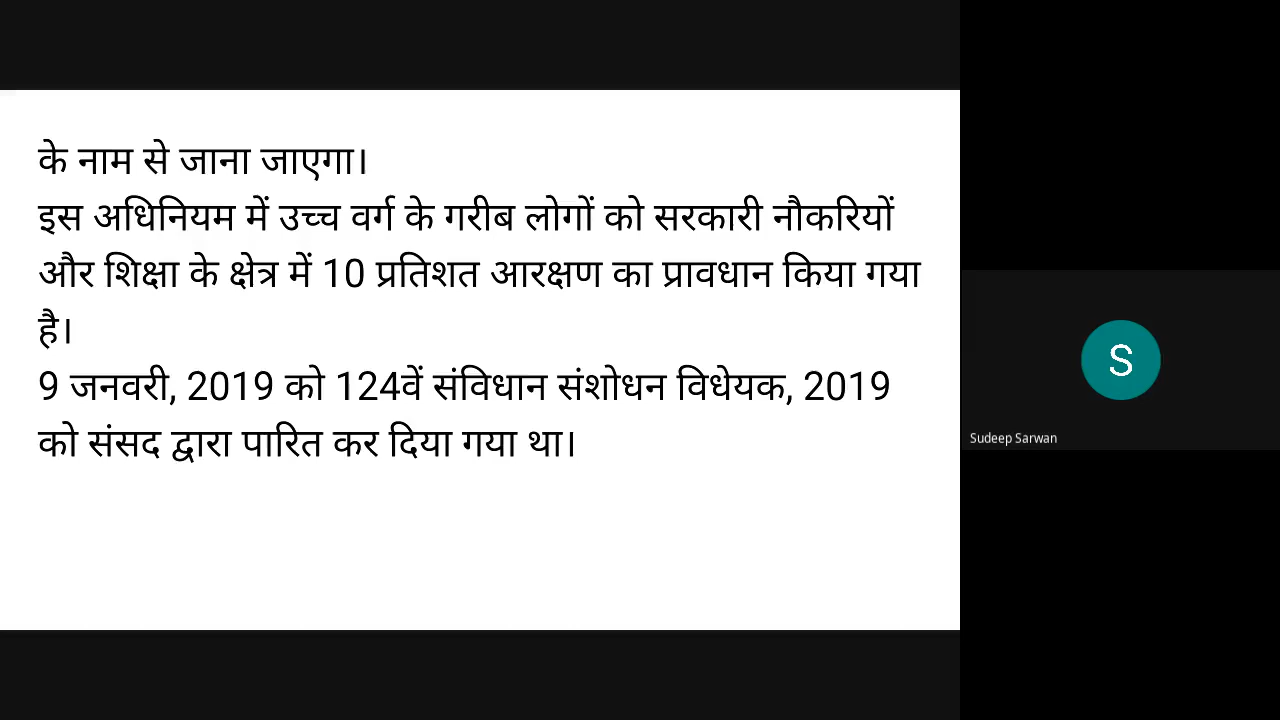 के नाम से जाना जाएगा।
इस अधिनियम में उच्च वर्ग के गरीब लोगों को सरकारी नौकरियों
और शिक्षा के क्षेत्र में 10 प्रतिशत आरक्षण का प्रावधान किया गया
है।
9 जनवरी, 2019 को 124वें संविधान संशोधन विधेयक, 2019
को संसद द्वारा पारित कर दिया गया था।
S
Sudeep Sarwan